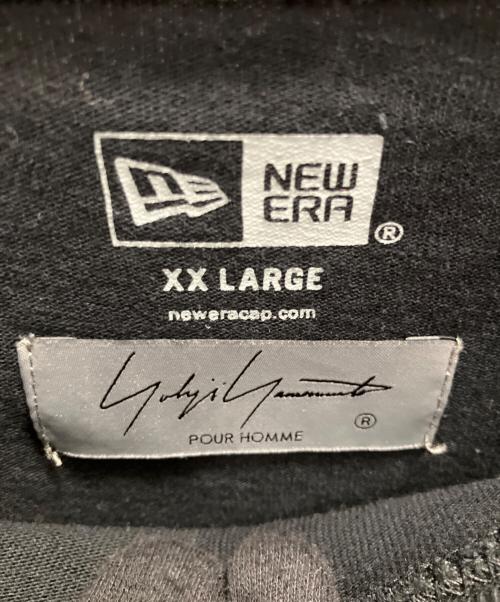 NEW
ERA
®
XX LARGE
neweracap.com
Yohji Yamamoto
®
POUR HOMME